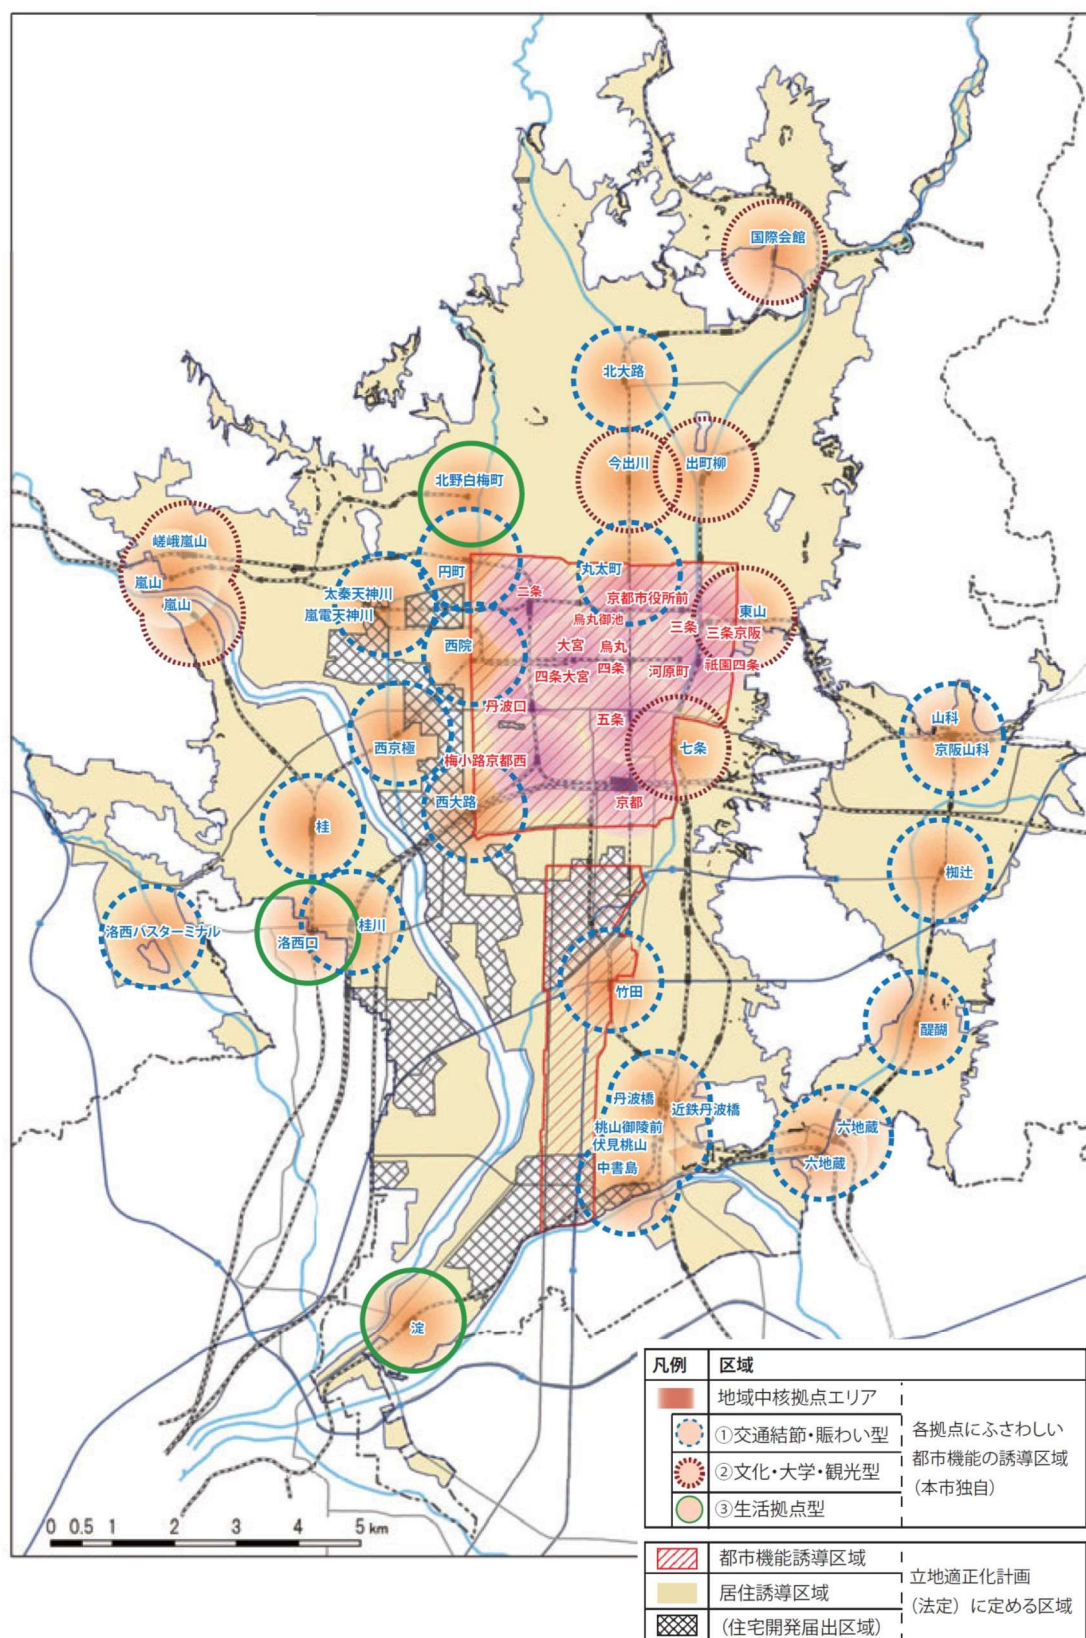 国際会館
北大路
今出川
出町柳
北野白梅町
嵯峨嵐山
嵐山
嵐山
太秦天神川
嵐電天神川
円町
丸太町
二条
京都市役所前
烏丸御池
三条
三条京阪
東山
西院
大宮
烏丸
四条大宮
四条
河原町
祇園四条
丹波口
五条
西京極
梅小路京都西
七条
山科
京阪山科
西大路
京都
桂
椥辻
洛西バスターミナル
洛西口
桂川
竹田
醍醐
丹波橋
近鉄丹波橋
桃山御陵前
伏見桃山
中書島
六地蔵
六地蔵
淀
0 0.5 1 2 3 4 5 km
凡例 区域
地域中核拠点エリア
①交通結節・賑わい型
②文化・大学・観光型
③生活拠点型
各拠点にふさわしい
都市機能の誘導区域
（本市独自）
都市機能誘導区域
居住誘導区域
（住宅開発届出区域）
立地適正化計画
（法定）に定める区域